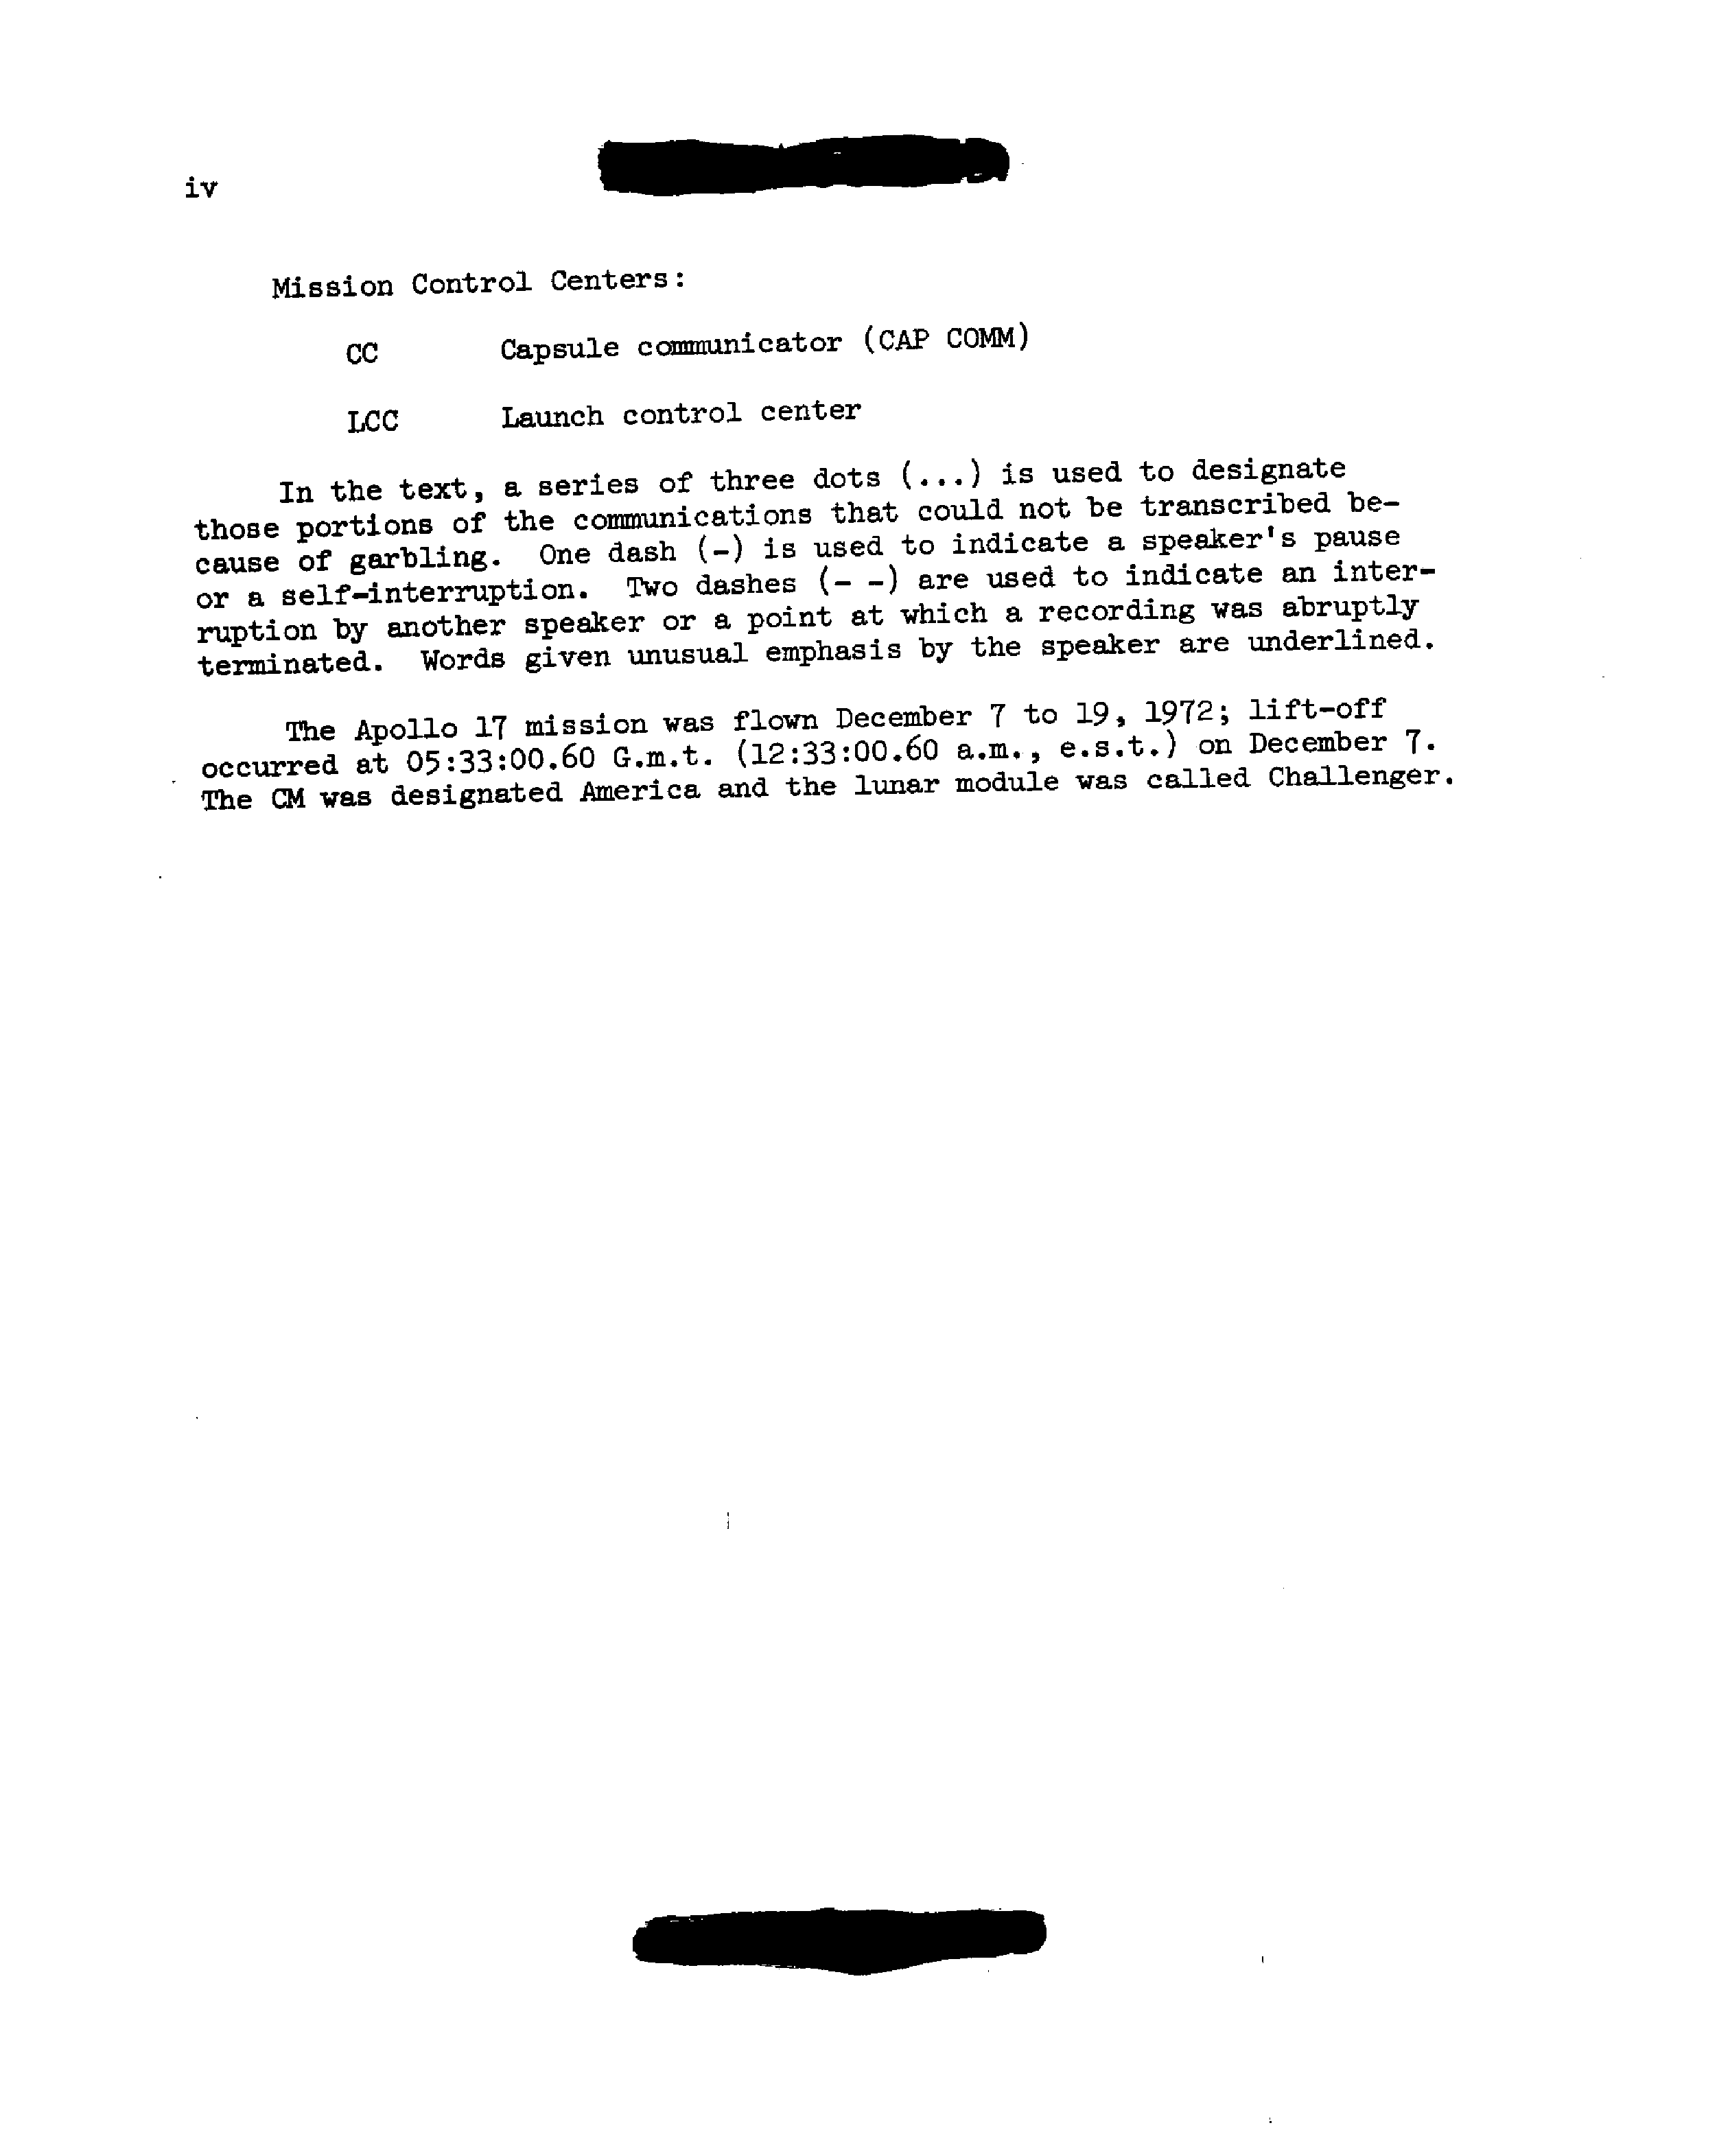 iv
Mission Control Centers:
CC Capsule communicator (CAP COMM)
LCC Launch control center
In the text, a series of three dots (...) is used to designate
those portions of the communications that could not be transcribed be-
cause of garbling. One dash (-) is used to indicate a speaker's pause
or a self-interruption. Two dashes (- -) are used to indicate an inter-
ruption by another speaker or a point at which a recording was abruptly
terminated. Words given unusual emphasis by the speaker are underlined.
The Apollo 17 mission was flown December 7 to 19, 1972; lift-off
occurred at 05:33:00.60 G.m.t. (12:33:00.60 a.m., e.s.t.) on December 7.
The CM was designated America and the lunar module was called Challenger.